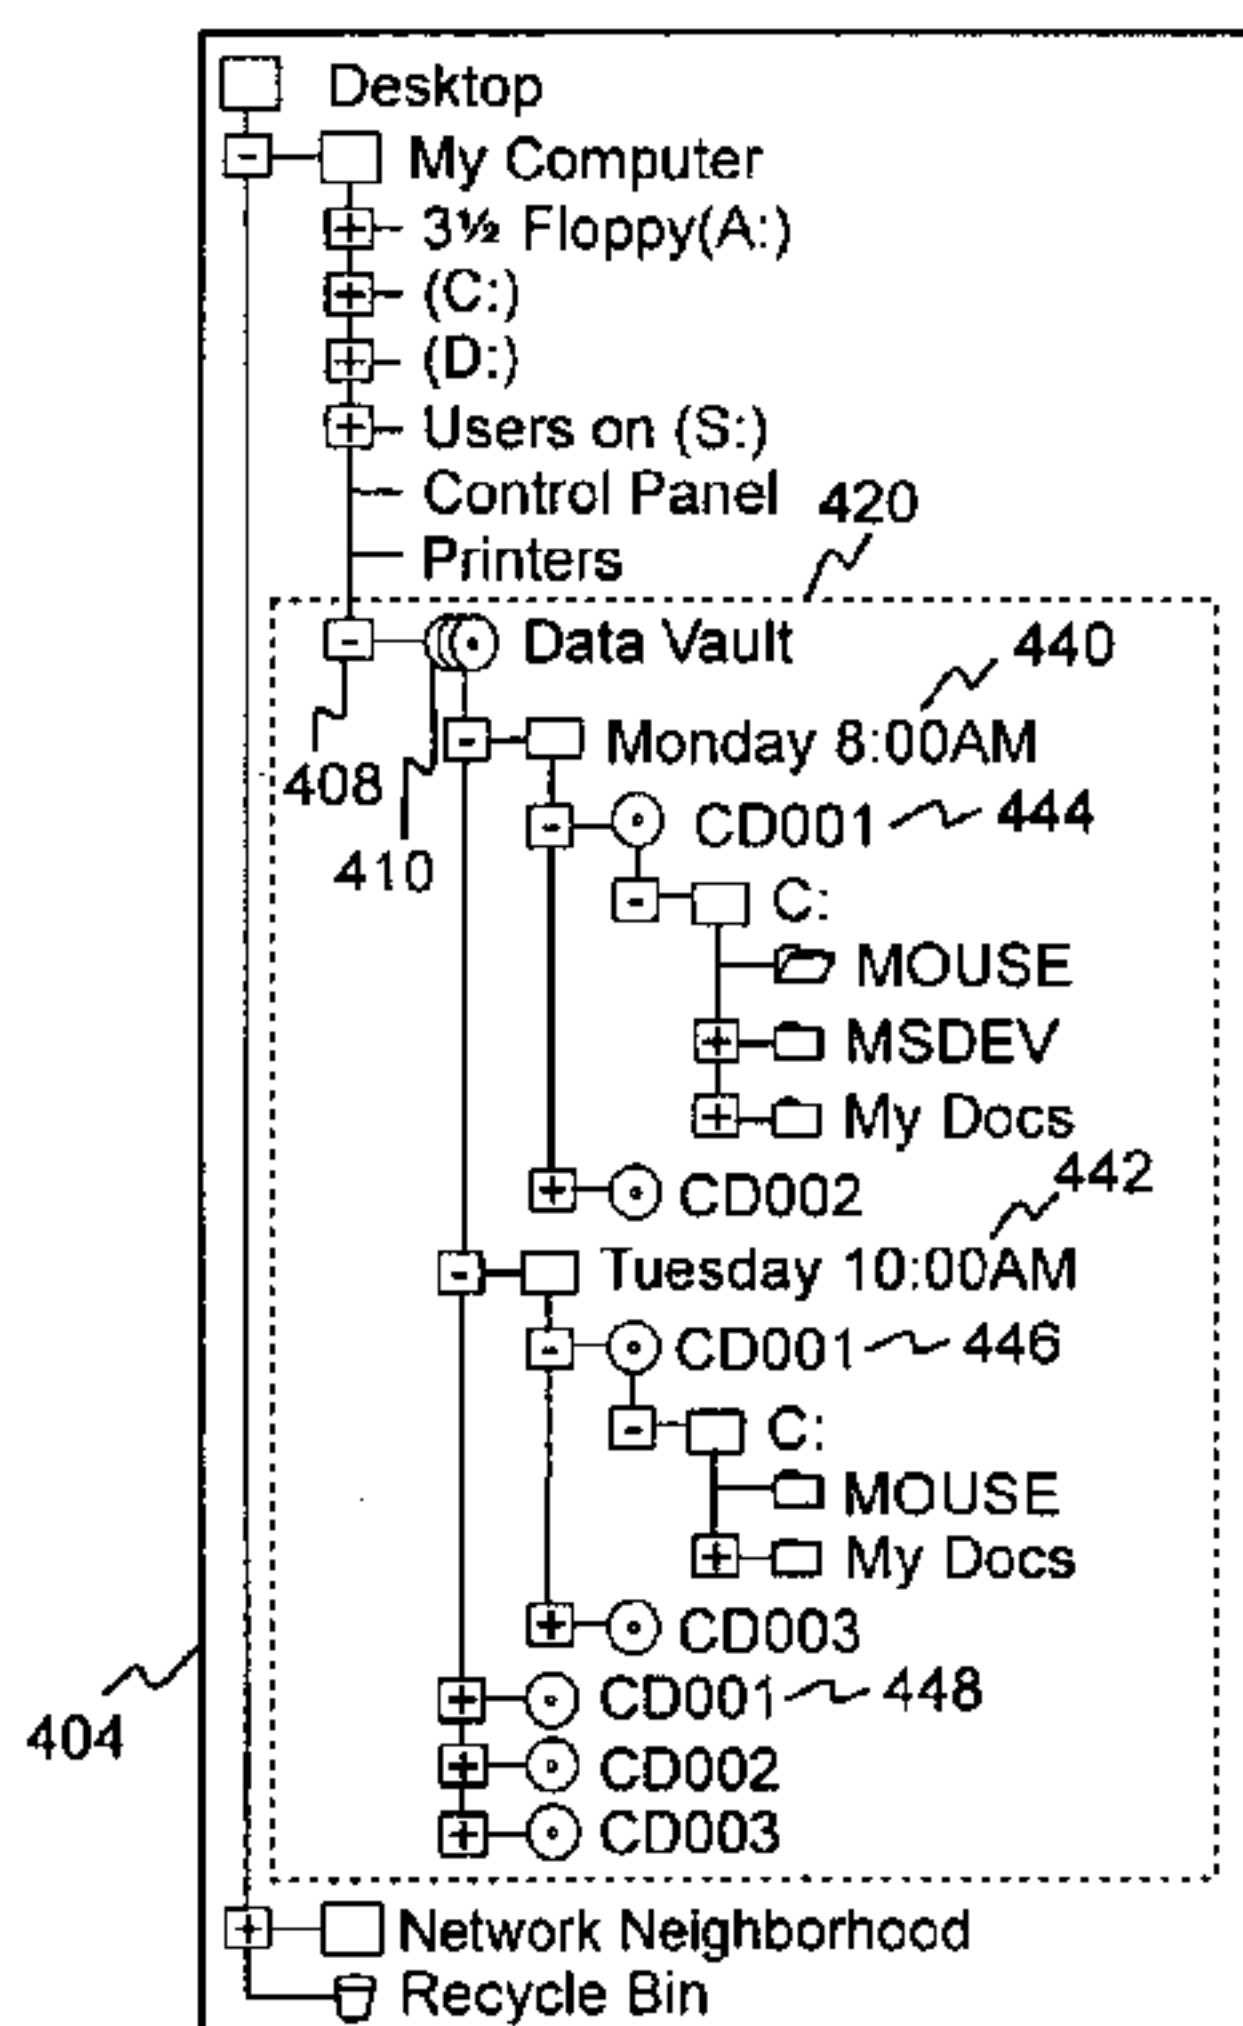 Desktop
My Computer
3½ Floppy(A:)
(C:)
(D:)
Users on (S:)
Control Panel
420
Printers
Data Vault
440
408
Monday 8:00AM
410
CD001
444
C:
MOUSE
MSDEV
My Docs
442
CD002
Tuesday 10:00AM
CD001
446
C:
MOUSE
My Docs
CD003
404
CD001
448
CD002
CD003
Network Neighborhood
Recycle Bin